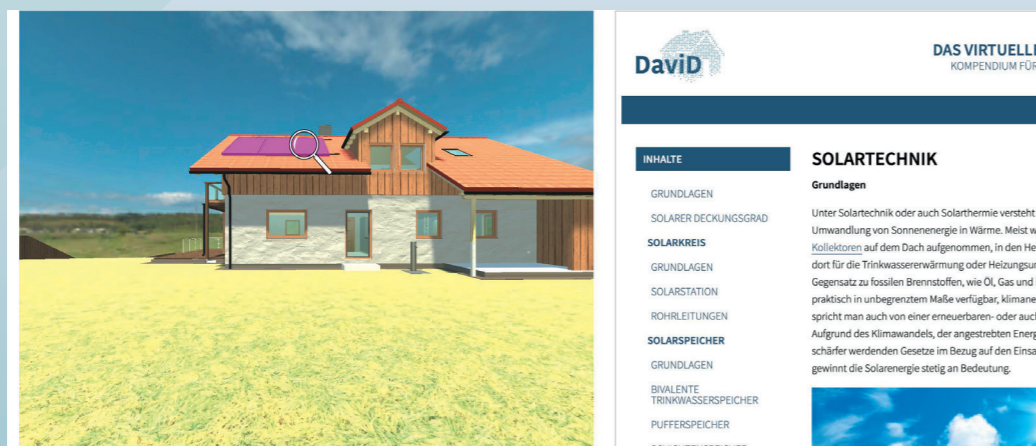 DaviD
DAS VIRTUELL
KOMPENDIUM FÜR
INHALTE
GRUNDLAGEN
SOLARER DECKUNGSGRAD
SOLARKREIS
GRUNDLAGEN
SOLARSTATION
ROHRLEITUNGEN
SOLARSPEICHER
GRUNDLAGEN
BIVALENTE
TRINKWASSERSPEICHER
PUFFERSPEICHER
SOLARTECHNIK
Grundlagen
Unter Solartechnik oder auch Solarthermie versteht
Umwandlung von Sonnenenergie in Wärme. Meist w
Kollektoren auf dem Dach aufgenommen, in den He
dort für die Trinkwassererwärmung oder Heizungsu
Gegensatz zu fossilen Brennstoffen, wie Öl, Gas und
praktisch in unbegrenztem Maße verfügbar, klimane
spricht man auch von einer erneuerbaren- oder auch
Aufgrund des Klimawandels, der angestrebten Energ
schärfer werdenden Gesetze im Bezug auf den Einsa
gewinnt die Solarenergie stetig an Bedeutung.